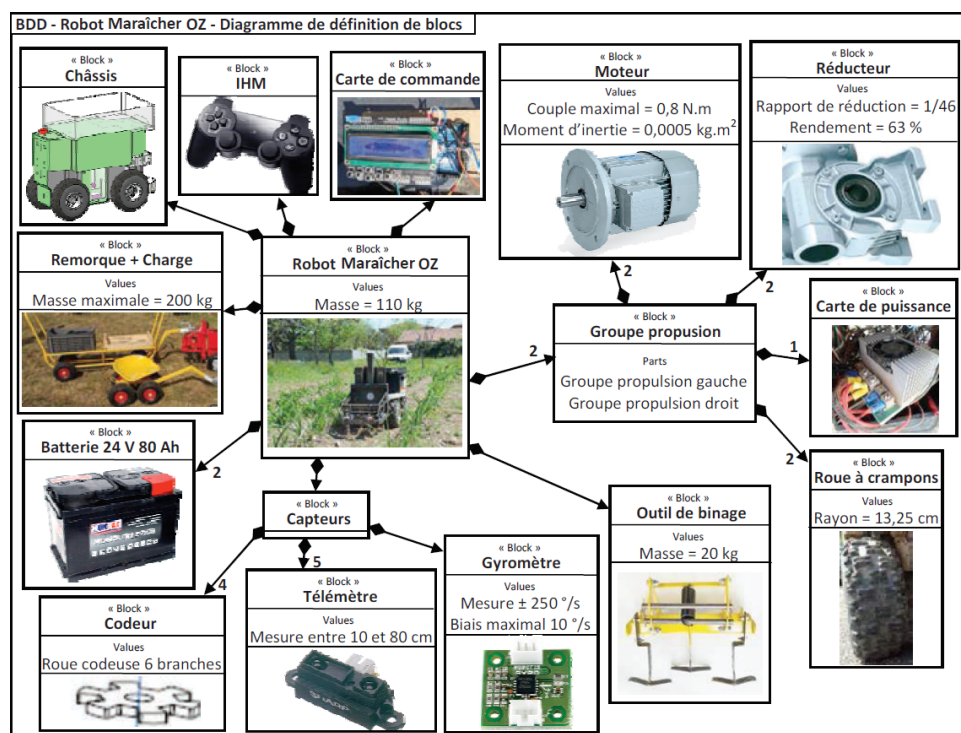 BDD - Robot Maraîcher OZ - Diagramme de définition de blocs
« Block »
Châssis
« Block »
IHM
« Block »
Carte de commande
« Block »
Moteur
Values
Couple maximal = 0,8 N.m
Moment d’inertie = 0,0005 kg.m²
« Block »
Réducteur
Values
Rapport de réduction = 1/46
Rendement = 63 %
« Block »
Remorque + Charge
Values
Masse maximale = 200 kg
« Block »
Robot Maraîcher OZ
Values
Masse = 110 kg
2
2
« Block »
Groupe propusion
Parts
Groupe propulsion gauche
Groupe propulsion droit
2
1
2
« Block »
Carte de puissance
« Block »
Batterie 24 V 80 Ah
2
« Block »
Capteurs
4
5
« Block »
Roue à crampons
Values
Rayon = 13,25 cm
« Block »
Outil de binage
Values
Masse = 20 kg
« Block »
Codeur
Values
Roue codeuse 6 branches
« Block »
Télémètre
Values
Mesure entre 10 et 80 cm
« Block »
Gyromètre
Values
Mesure ± 250 °/s
Biais maximal 10 °/s